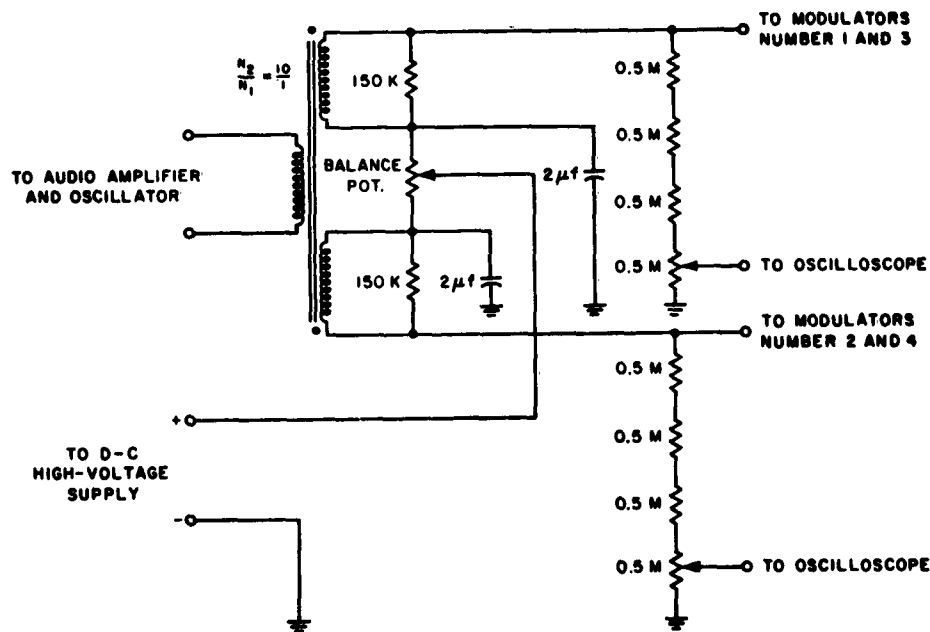 TO MODULATORS
NUMBER 1 AND 3
N2/N1 = 10/1
150 K
0.5 M
0.5 M
TO AUDIO AMPLIFIER
AND OSCILLATOR
BALANCE
POT.
2 μf
0.5 M
0.5 M
TO OSCILLOSCOPE
150 K
2 μf
TO MODULATORS
NUMBER 2 AND 4
0.5 M
+
0.5 M
TO D-C
HIGH-VOLTAGE
SUPPLY
-
0.5 M
0.5 M
TO OSCILLOSCOPE